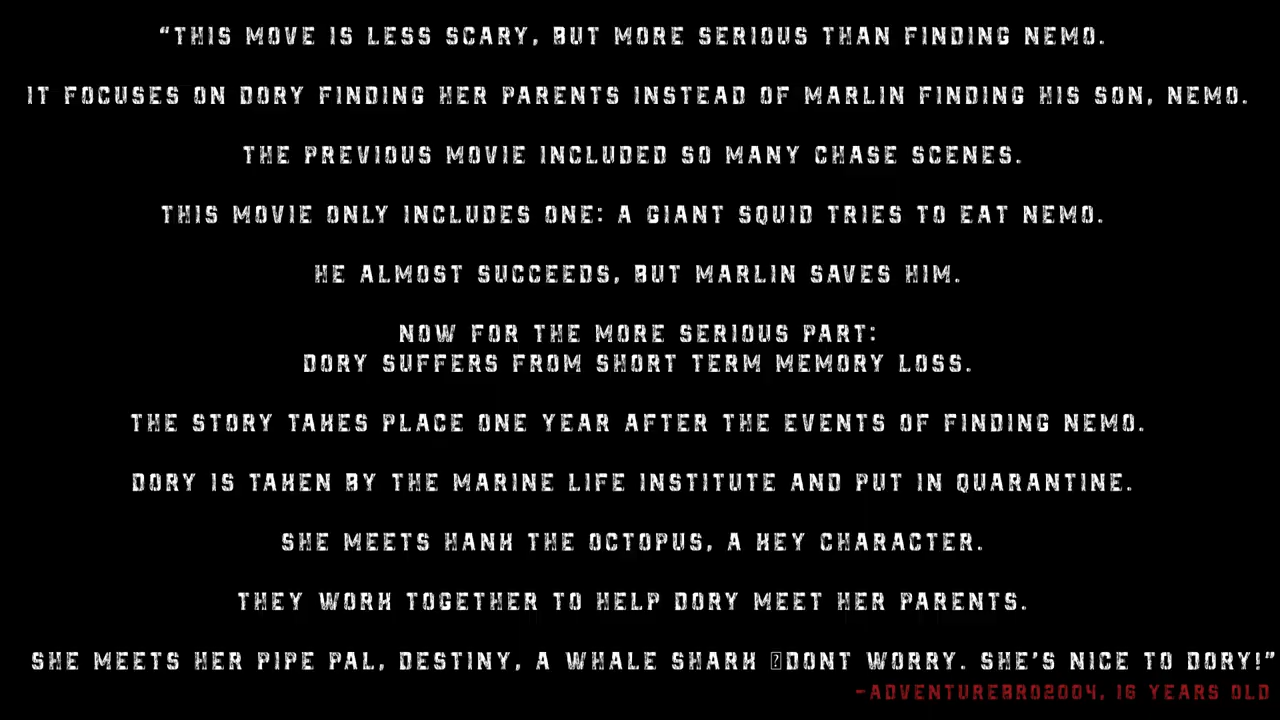 “THIS MOVE IS LESS SCARY, BUT MORE SERIOUS THAN FINDING NEMO.
IT FOCUSES ON DORY FINDING HER PARENTS INSTEAD OF MARLIN FINDING HIS SON, NEMO.
THE PREVIOUS MOVIE INCLUDED SO MANY CHASE SCENES.
THIS MOVIE ONLY INCLUDES ONE: A GIANT SQUID TRIES TO EAT NEMO.
HE ALMOST SUCCEEDS, BUT MARLIN SAVES HIM.
NOW FOR THE MORE SERIOUS PART:
DORY SUFFERS FROM SHORT TERM MEMORY LOSS.
THE STORY TAKES PLACE ONE YEAR AFTER THE EVENTS OF FINDING NEMO.
DORY IS TAKEN BY THE MARINE LIFE INSTITUTE AND PUT IN QUARANTINE.
SHE MEETS HANK THE OCTOPUS, A KEY CHARACTER.
THEY WORK TOGETHER TO HELP DORY MEET HER PARENTS.
SHE MEETS HER PIPE PAL, DESTINY, A WHALE SHARK DONT WORRY. SHE'S NICE TO DORY!”
-ADVENTUREBRO2004, 16 YEARS OLD